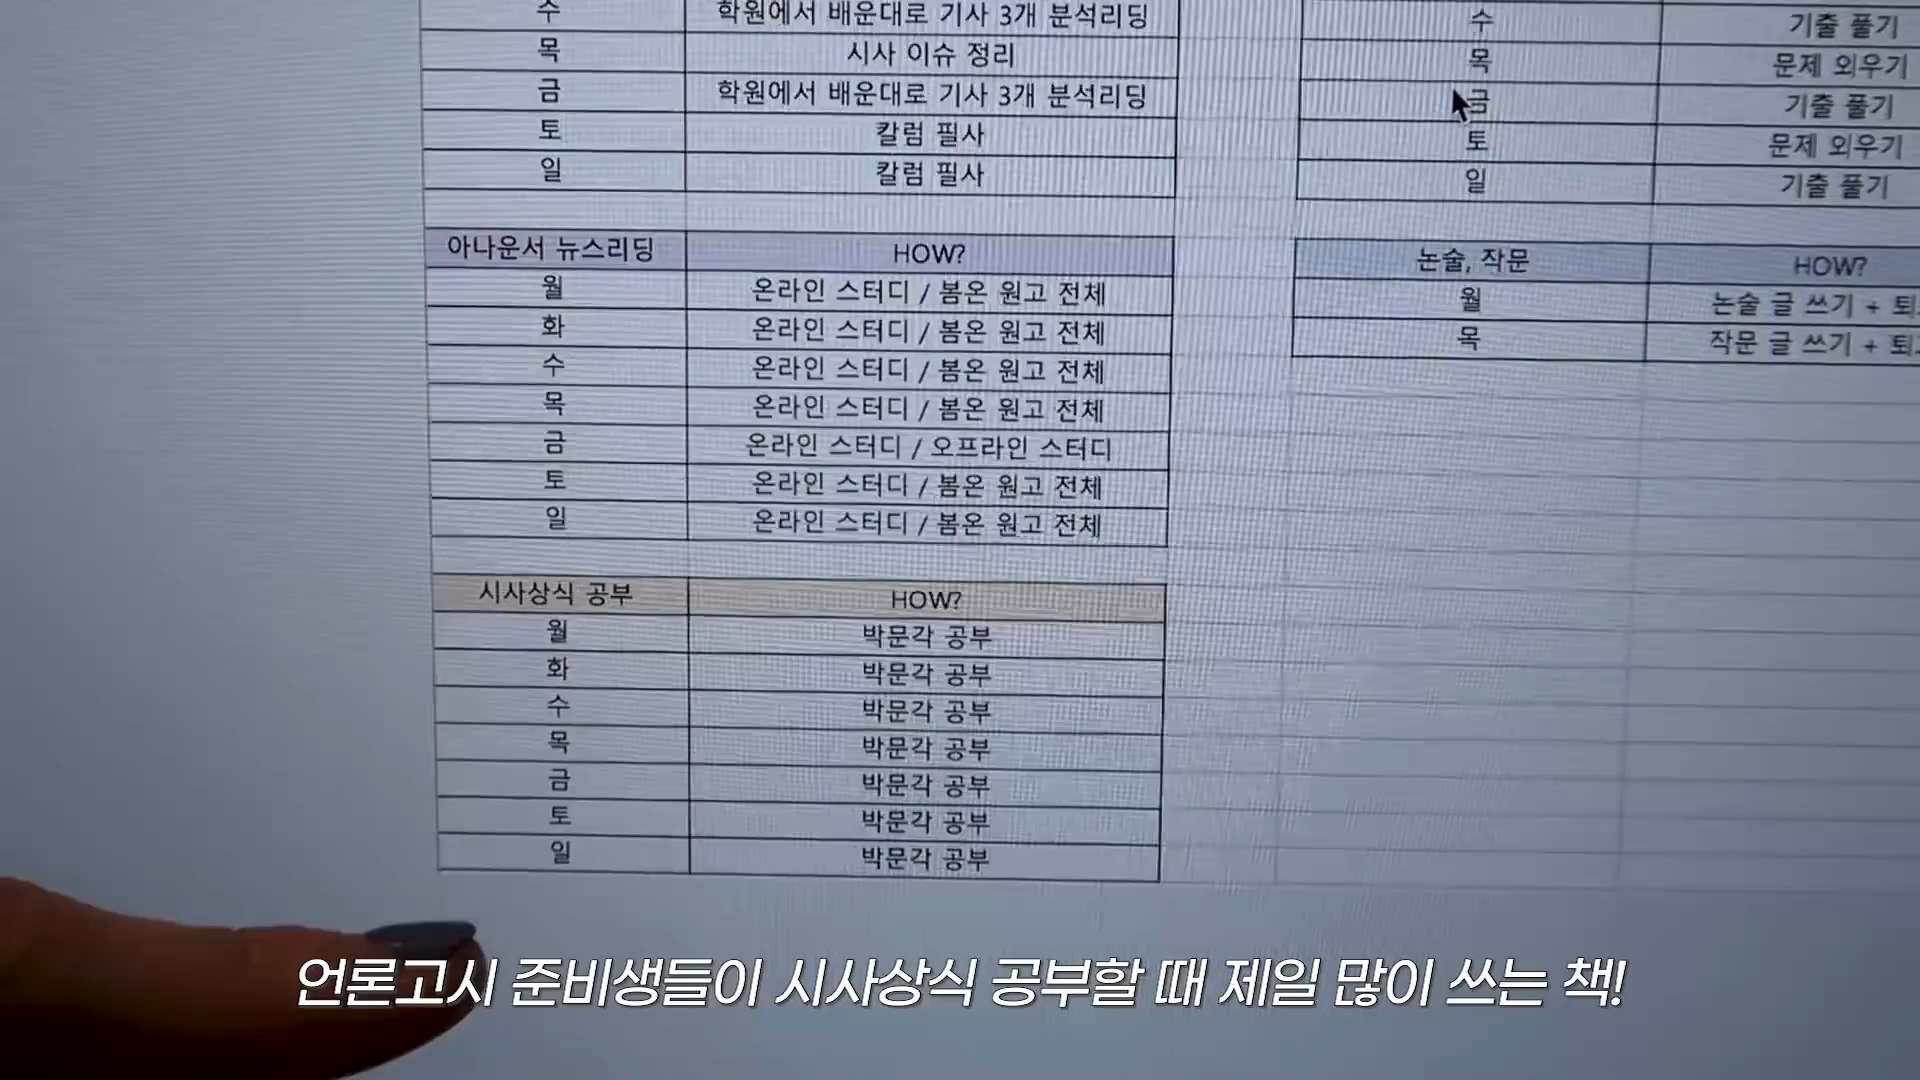 수 학원에서 배운대로 기사 3개 분석리딩
목 시사 이슈 정리
금 학원에서 배운대로 기사 3개 분석리딩
토 칼럼 필사
일 칼럼 필사
수 기출 풀기
목 문제 외우기
금 기출 풀기
토 문제 외우기
일 기출 풀기
아나운서 뉴스리딩 HOW?
월 온라인 스터디 / 봄온 원고 전체
화 온라인 스터디 / 봄온 원고 전체
수 온라인 스터디 / 봄온 원고 전체
목 온라인 스터디 / 봄온 원고 전체
금 온라인 스터디 / 오프라인 스터디
토 온라인 스터디 / 봄온 원고 전체
일 온라인 스터디 / 봄온 원고 전체
논술, 작문 HOW?
월 논술 글 쓰기 +
목 작문 글 쓰기 +
시사상식 공부 HOW?
월 박문각 공부
화 박문각 공부
수 박문각 공부
목 박문각 공부
금 박문각 공부
토 박문각 공부
일 박문각 공부
언론고시 준비생들이 시사상식 공부할 때 제일 많이 쓰는 책!